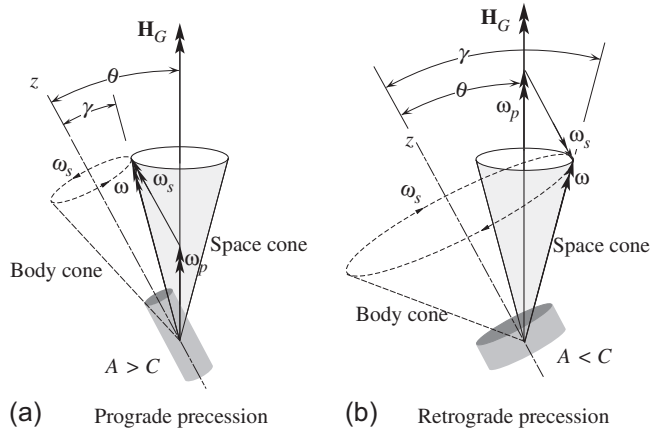 H_G
z
θ
γ
ω_s
ω
ω_s
ω_p
Space cone
Body cone
A > C
(a) Prograde precession
H_G
γ
θ
ω_p
z
ω_s
ω_s
ω
Space cone
Body cone
A < C
(b) Retrograde precession